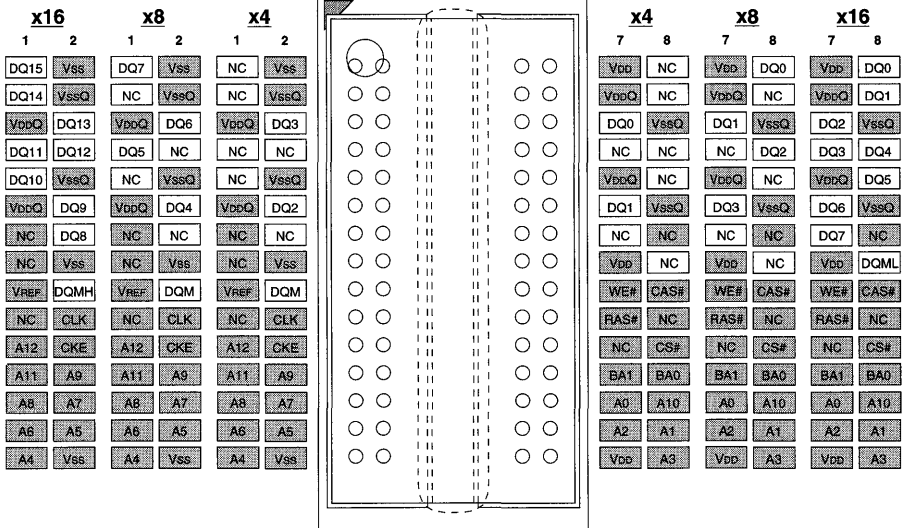 x16 x8 x4 x4 x8 x16
1 2 1 2 1 2 7 8 7 8 7 8
DQ15 Vss DQ7 Vss NC Vss VDD NC VDD DQ0 VDD DQ0
DQ14 VssQ NC VssQ NC VssQ VDDQ NC VDDQ NC VDDQ DQ1
VDDQ DQ13 VDDQ DQ6 VDDQ DQ3 DQ0 VssQ DQ1 VssQ DQ2 VssQ
DQ11 DQ12 DQ5 NC NC NC NC NC NC DQ2 DQ3 DQ4
DQ10 VssQ NC VssQ NC VssQ VDDQ NC VDDQ NC VDDQ DQ5
VDDQ DQ9 VDDQ DQ4 VDDQ DQ2 DQ1 VssQ DQ3 VssQ DQ6 VssQ
NC DQ8 NC NC NC NC NC NC NC NC DQ7 NC
NC Vss NC Vss NC Vss VDD NC VDD NC VDD DQML
VREF DQMH VREF DQM VREF DQM WE# CAS# WE# CAS# WE# CAS#
NC CLK NC CLK NC CLK RAS# NC RAS# NC RAS# NC
A12 CKE A12 CKE A12 CKE NC CS# NC CS# NC CS#
A11 A9 A11 A9 A11 A9 BA1 BA0 BA1 BA0 BA1 BA0
A8 A7 A8 A7 A8 A7 A0 A10 A0 A10 A0 A10
A6 A5 A6 A5 A6 A5 A2 A1 A2 A1 A2 A1
A4 Vss A4 Vss A4 Vss VDD A3 VDD A3 VDD A3